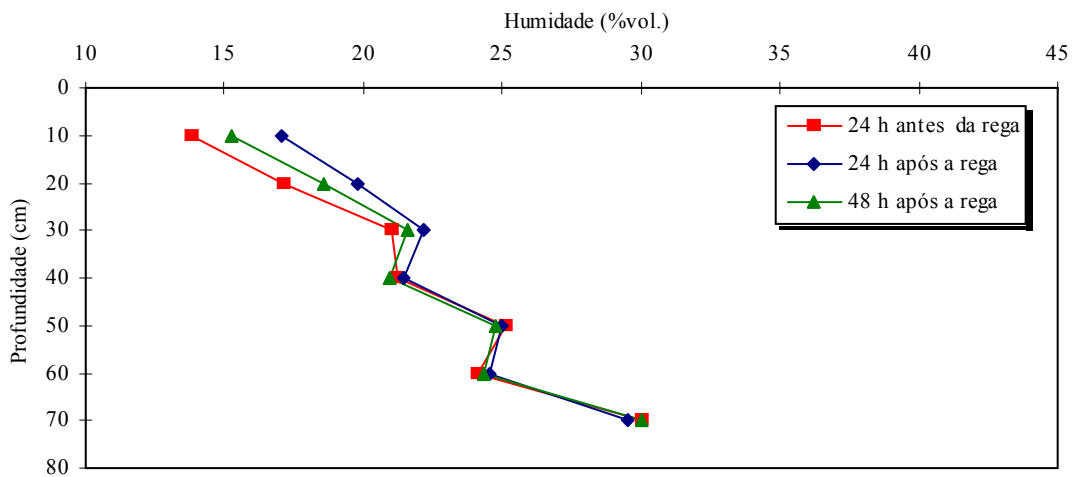 Humidade (%vol.)
10 15 20 25 30 35 40 45
0
10
20
30
40
50
60
70
80
Profundidade (cm)
24 h antes da rega
24 h após a rega
48 h após a rega